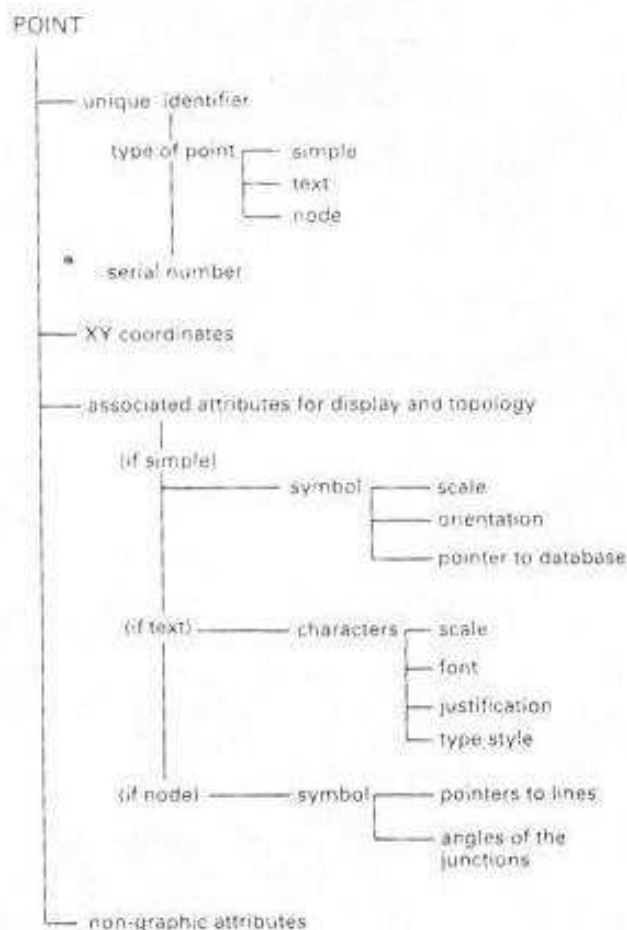 POINT
unique identifier
type of point
simple
text
node
serial number
XY coordinates
associated attributes for display and topology
(if simple)
symbol
scale
orientation
pointer to database
(if text)
characters
scale
font
justification
type style
(if node)
symbol
pointers to lines
angles of the
junctions
non-graphic attributes